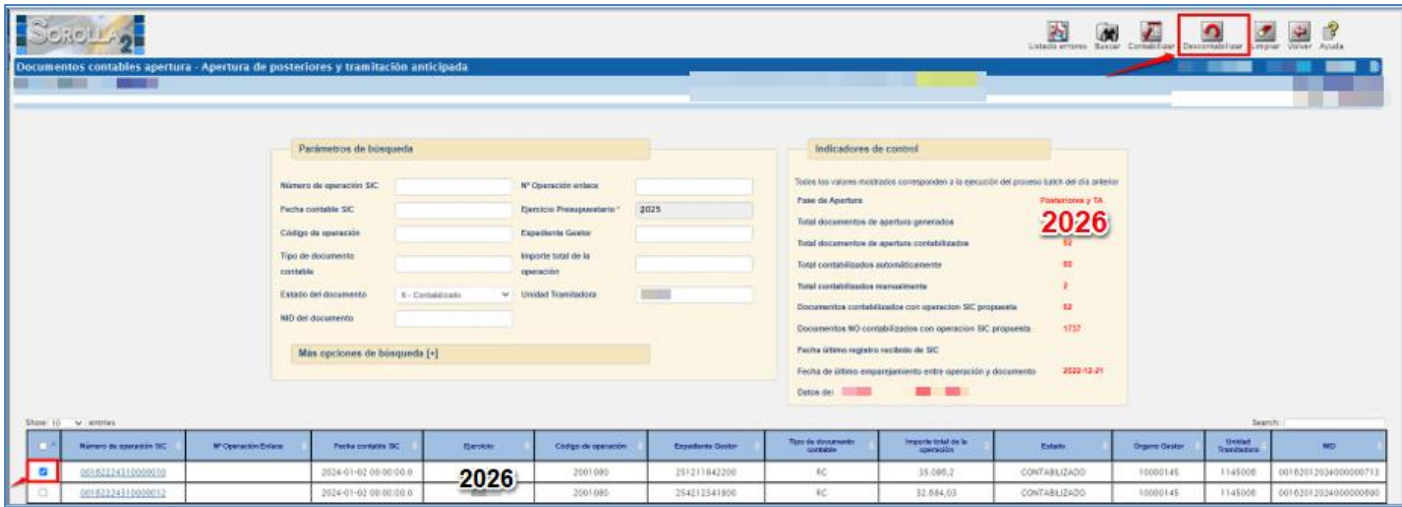 SOROLLA2
Listado errores Buscar Contabilizar Descontabilizar Limpiar Volver Ayuda
Documentos contables apertura - Apertura de posteriores y tramitación anticipada
Parámetros de búsqueda
Número de operación SIC
Nº Operación enlace
Fecha contable SIC
Ejercicio Presupuestario * 2025
Código de operación
Expediente Gestor
Tipo de documento contable
Importe total de la operación
Estado del documento
Contabilizado
Unidad Tramitadora
NID del documento
Más opciones de búsqueda [+]
Indicadores de control
Todos los valores mostrados corresponden a la ejecución del proceso batch del día anterior
Fase de Apertura Posteriores y TA
Total documentos de apertura generados 2026
Total documentos de apertura contabilizados 52
Total contabilizados automáticamente
Total contabilizados manualmente 2
Documentos contabilizados con operacion SIC propuesta 52
Documentos NO contabilizados con operacion SIC propuesta 1737
Fecha último registro recibido de SIC
Fecha de último emparejamiento entre operación y documento 2022-12-21
Datos de:
Show 10 entries
Search:
Número de operación SIC Nº Operación Enlace Fecha contable SIC Ejercicio Código de operación Expediente Gestor Tipo de documento contable Importe total de la operación Estado Órgano Gestor Unidad Tramitadora NID
00162224310000010 2024-01-02 00:00:00.0 2026 2001080 251211842200 RC 35.086,2 CONTABILIZADO 10000145 1145006 00162012024000000713
00162224310000012 2024-01-02 00:00:00.0 2001080 254212341800 RC 32.684,03 CONTABILIZADO 10000145 1145006 00162012024000000690